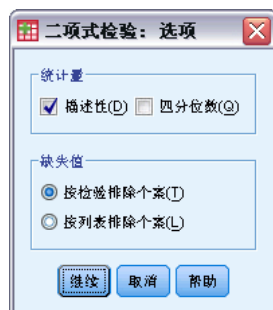 二项式检验：选项
统计量
描述性(D) 四分位数(Q)
缺失值
按检验排除个案(T)
按列表排除个案(L)
继续 取消 帮助